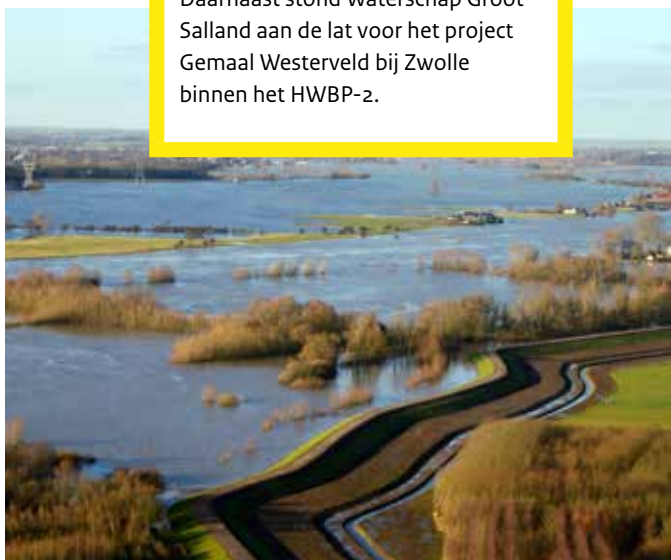 Daarnaast stond Waterschap Groot
Salland aan de lat voor het project
Gemaal Westerveld bij Zwolle
binnen het HWBP-2.